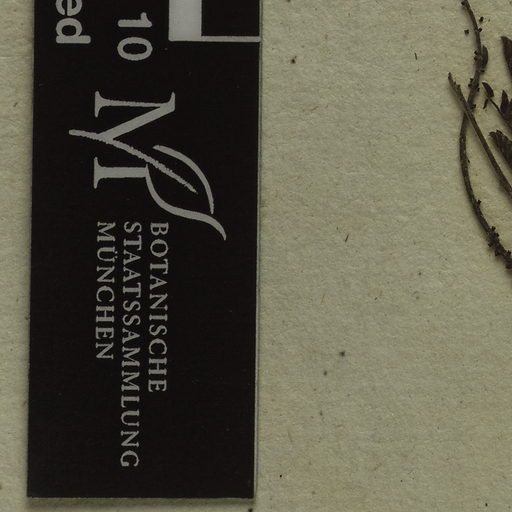 ed
10
M
BOTANISCHE
STAATSSAMMLUNG
MÜNCHEN